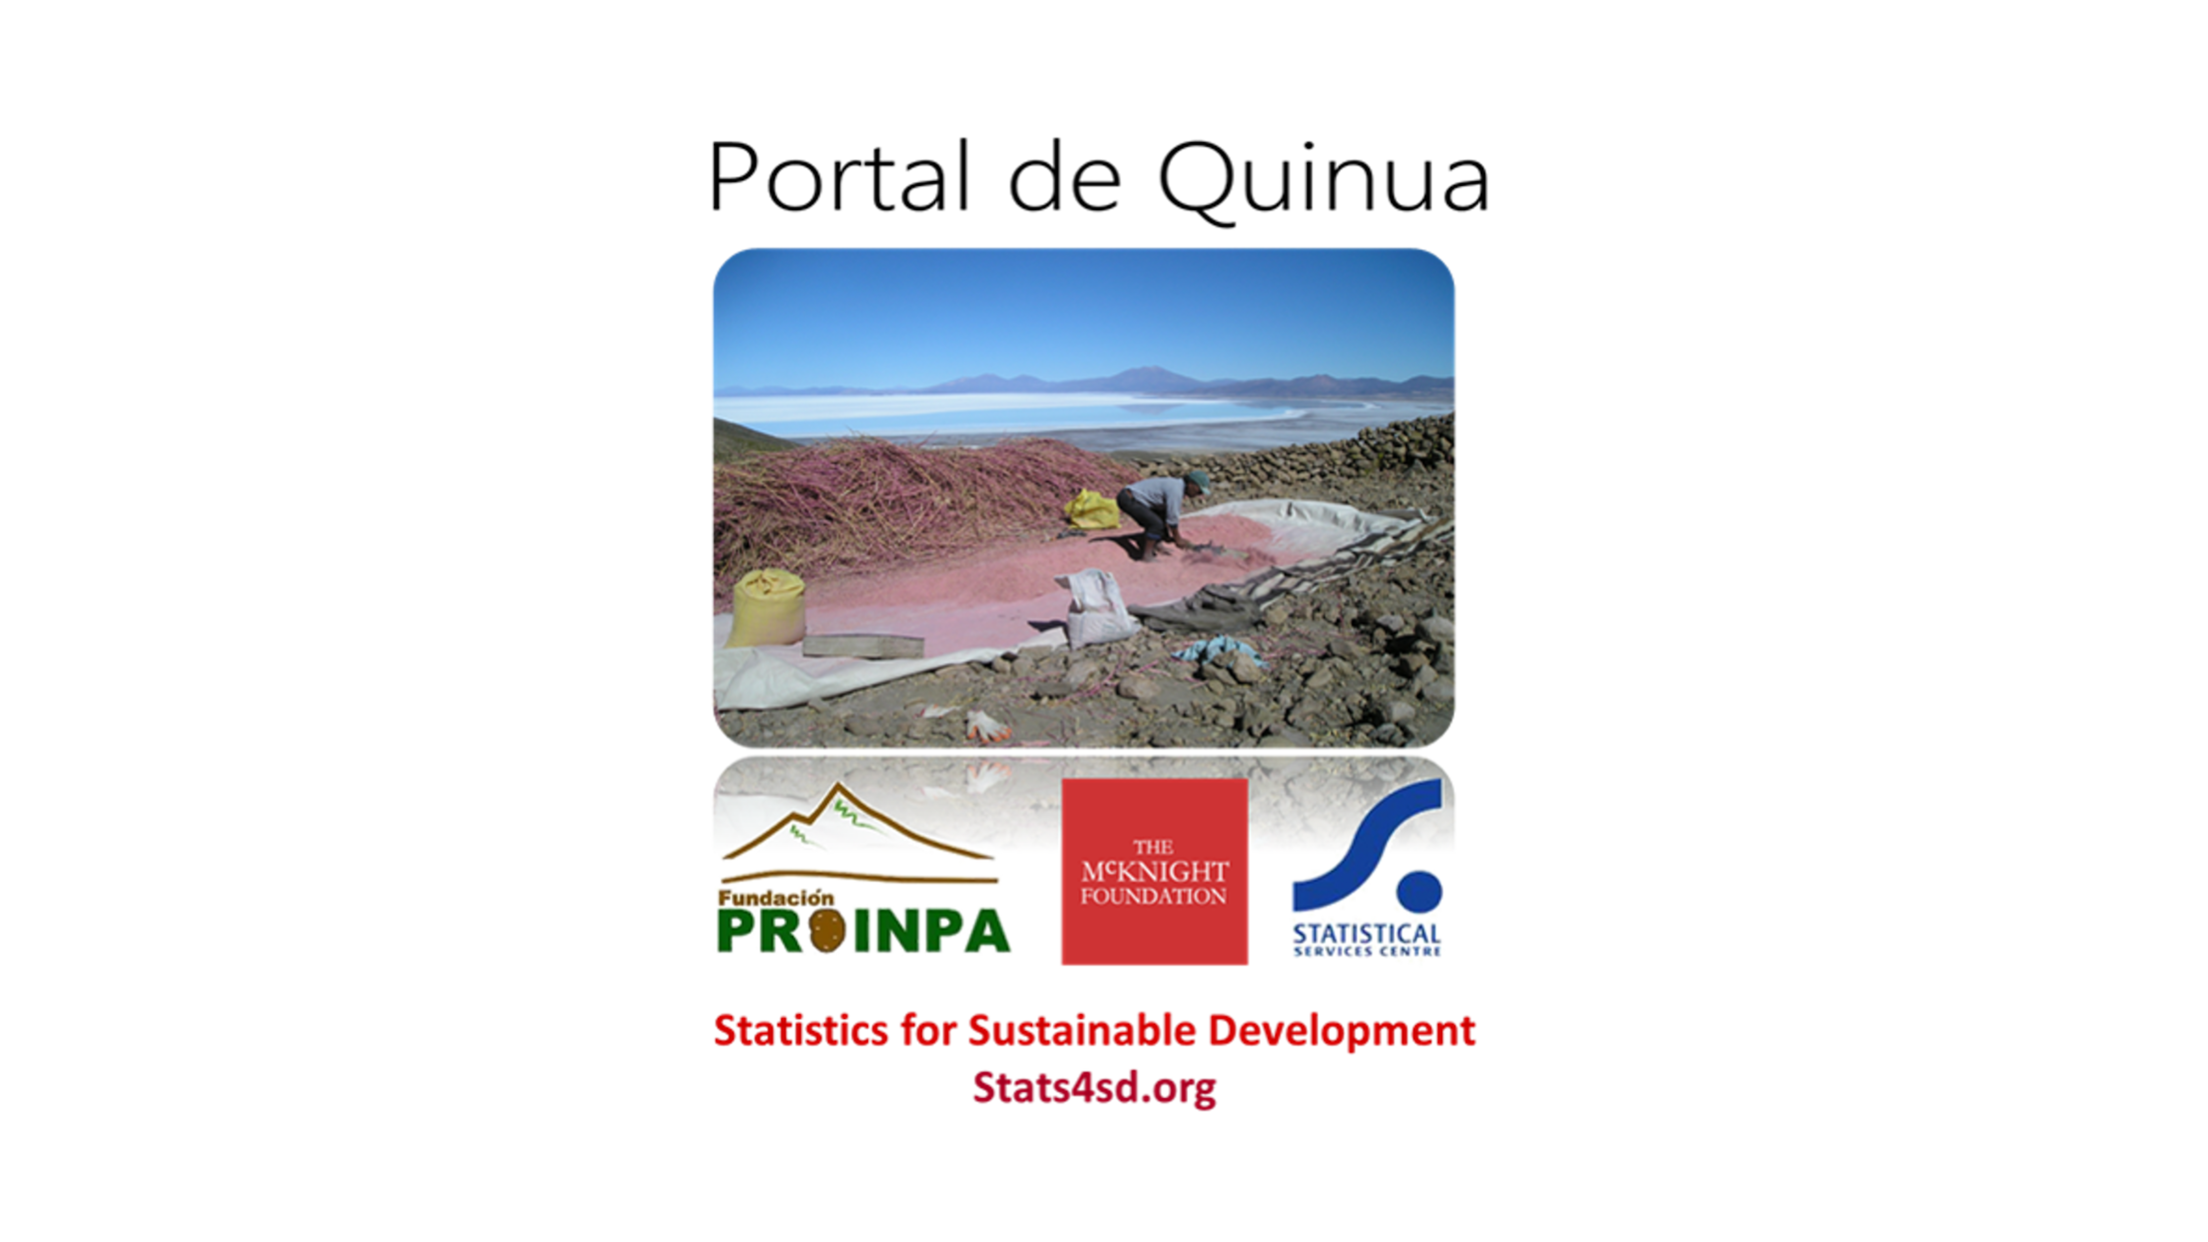 Portal de Quinua
Fundación
PROINPA
THE
McKNIGHT
FOUNDATION
STATISTICAL
SERVICES CENTRE
Statistics for Sustainable Development
Stats4sd.org